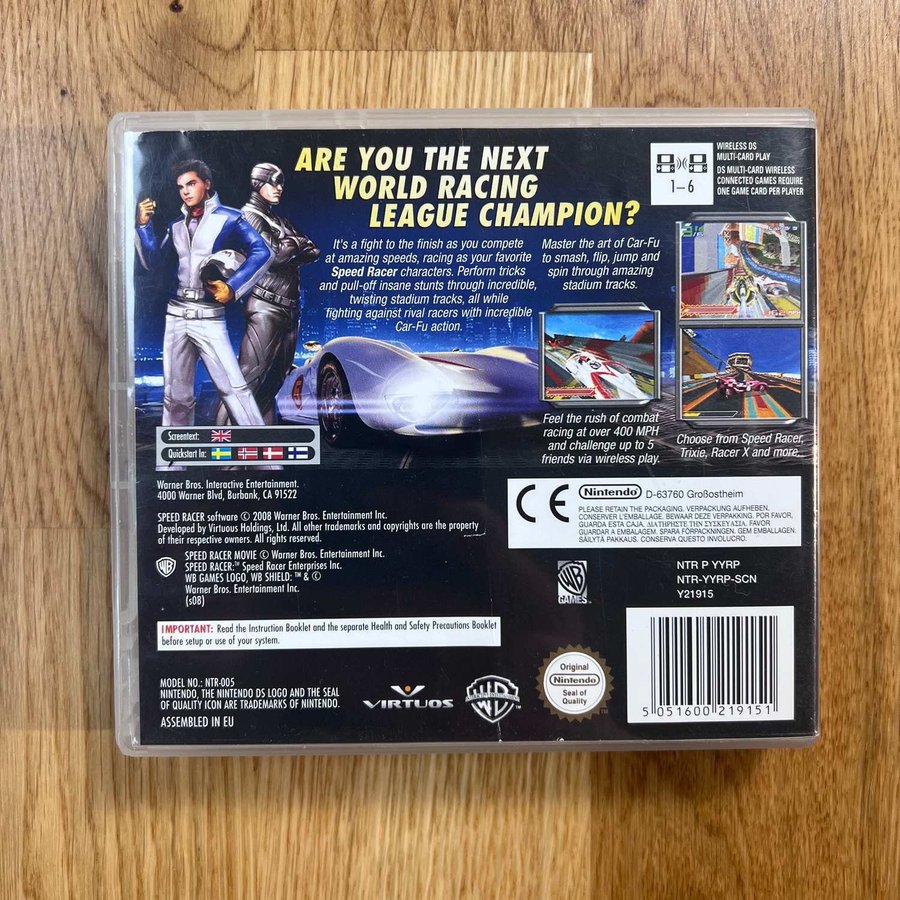 ARE YOU THE NEXT
WORLD RACING
LEAGUE CHAMPION?
It's a fight to the finish as you compete
at amazing speeds, racing as your favorite
Speed Racer characters. Perform tricks
and pull-off insane stunts through incredible,
twisting stadium tracks, all while
fighting against rival racers with incredible
Car-Fu action.
Master the art of Car-Fu
to smash, flip, jump and
spin through amazing
stadium tracks.
1–6
WIRELESS DS
MULTI-CARD PLAY
DS MULTI-CARD WIRELESS
CONNECTED GAMES REQUIRE
ONE GAME CARD PER PLAYER
Feel the rush of combat
racing at over 400 MPH
and challenge up to 5
friends via wireless play.
Choose from Speed Racer,
Trixie, Racer X and more...
Screentext:
Quickstart In:
Warner Bros. Interactive Entertainment.
4000 Warner Blvd, Burbank, CA 91522
SPEED RACER software © 2008 Warner Bros. Entertainment Inc.
Developed by Virtuous Holdings, Ltd. All other trademarks and copyrights are the property
of their respective owners. All rights reserved.
SPEED RACER MOVIE © Warner Bros. Entertainment Inc.
SPEED RACER:™ Speed Racer Enterprises Inc.
WB GAMES LOGO, WB SHIELD: ™ & ©
Warner Bros. Entertainment Inc.
(s08)
CE
Nintendo
D-63760 Großostheim
PLEASE RETAIN THE PACKAGING. VERPACKUNG AUFHEBEN.
CONSERVER L'EMBALLAGE. BEWAAR DEZE VERPAKKING. POR FAVOR,
GUARDA ESTA CAJA. ΔΙΑΤΗΡΗΣΤΕ ΤΗΝ ΣΥΣΚΕΥΑΣΙΑ. FAVOR
GUARDAR A EMBALAGEM. SPARA FÖRPACKNINGEN. GEM EMBALLAGEN.
SÄILYTÄ PAKKAUS. CONSERVA QUESTO INVOLUCRO.
WB
GAMES
NTR P YYRP
NTR-YYRP-SCN
Y21915
IMPORTANT: Read the Instruction Booklet and the separate Health and Safety Precautions Booklet
before setup or use of your system.
MODEL NO.: NTR-005
NINTENDO, THE NINTENDO DS LOGO AND THE SEAL
OF QUALITY ICON ARE TRADEMARKS OF NINTENDO.
ASSEMBLED IN EU
VIRTUOS
WB
Original
Nintendo
Seal of
Quality
5 051600 219151